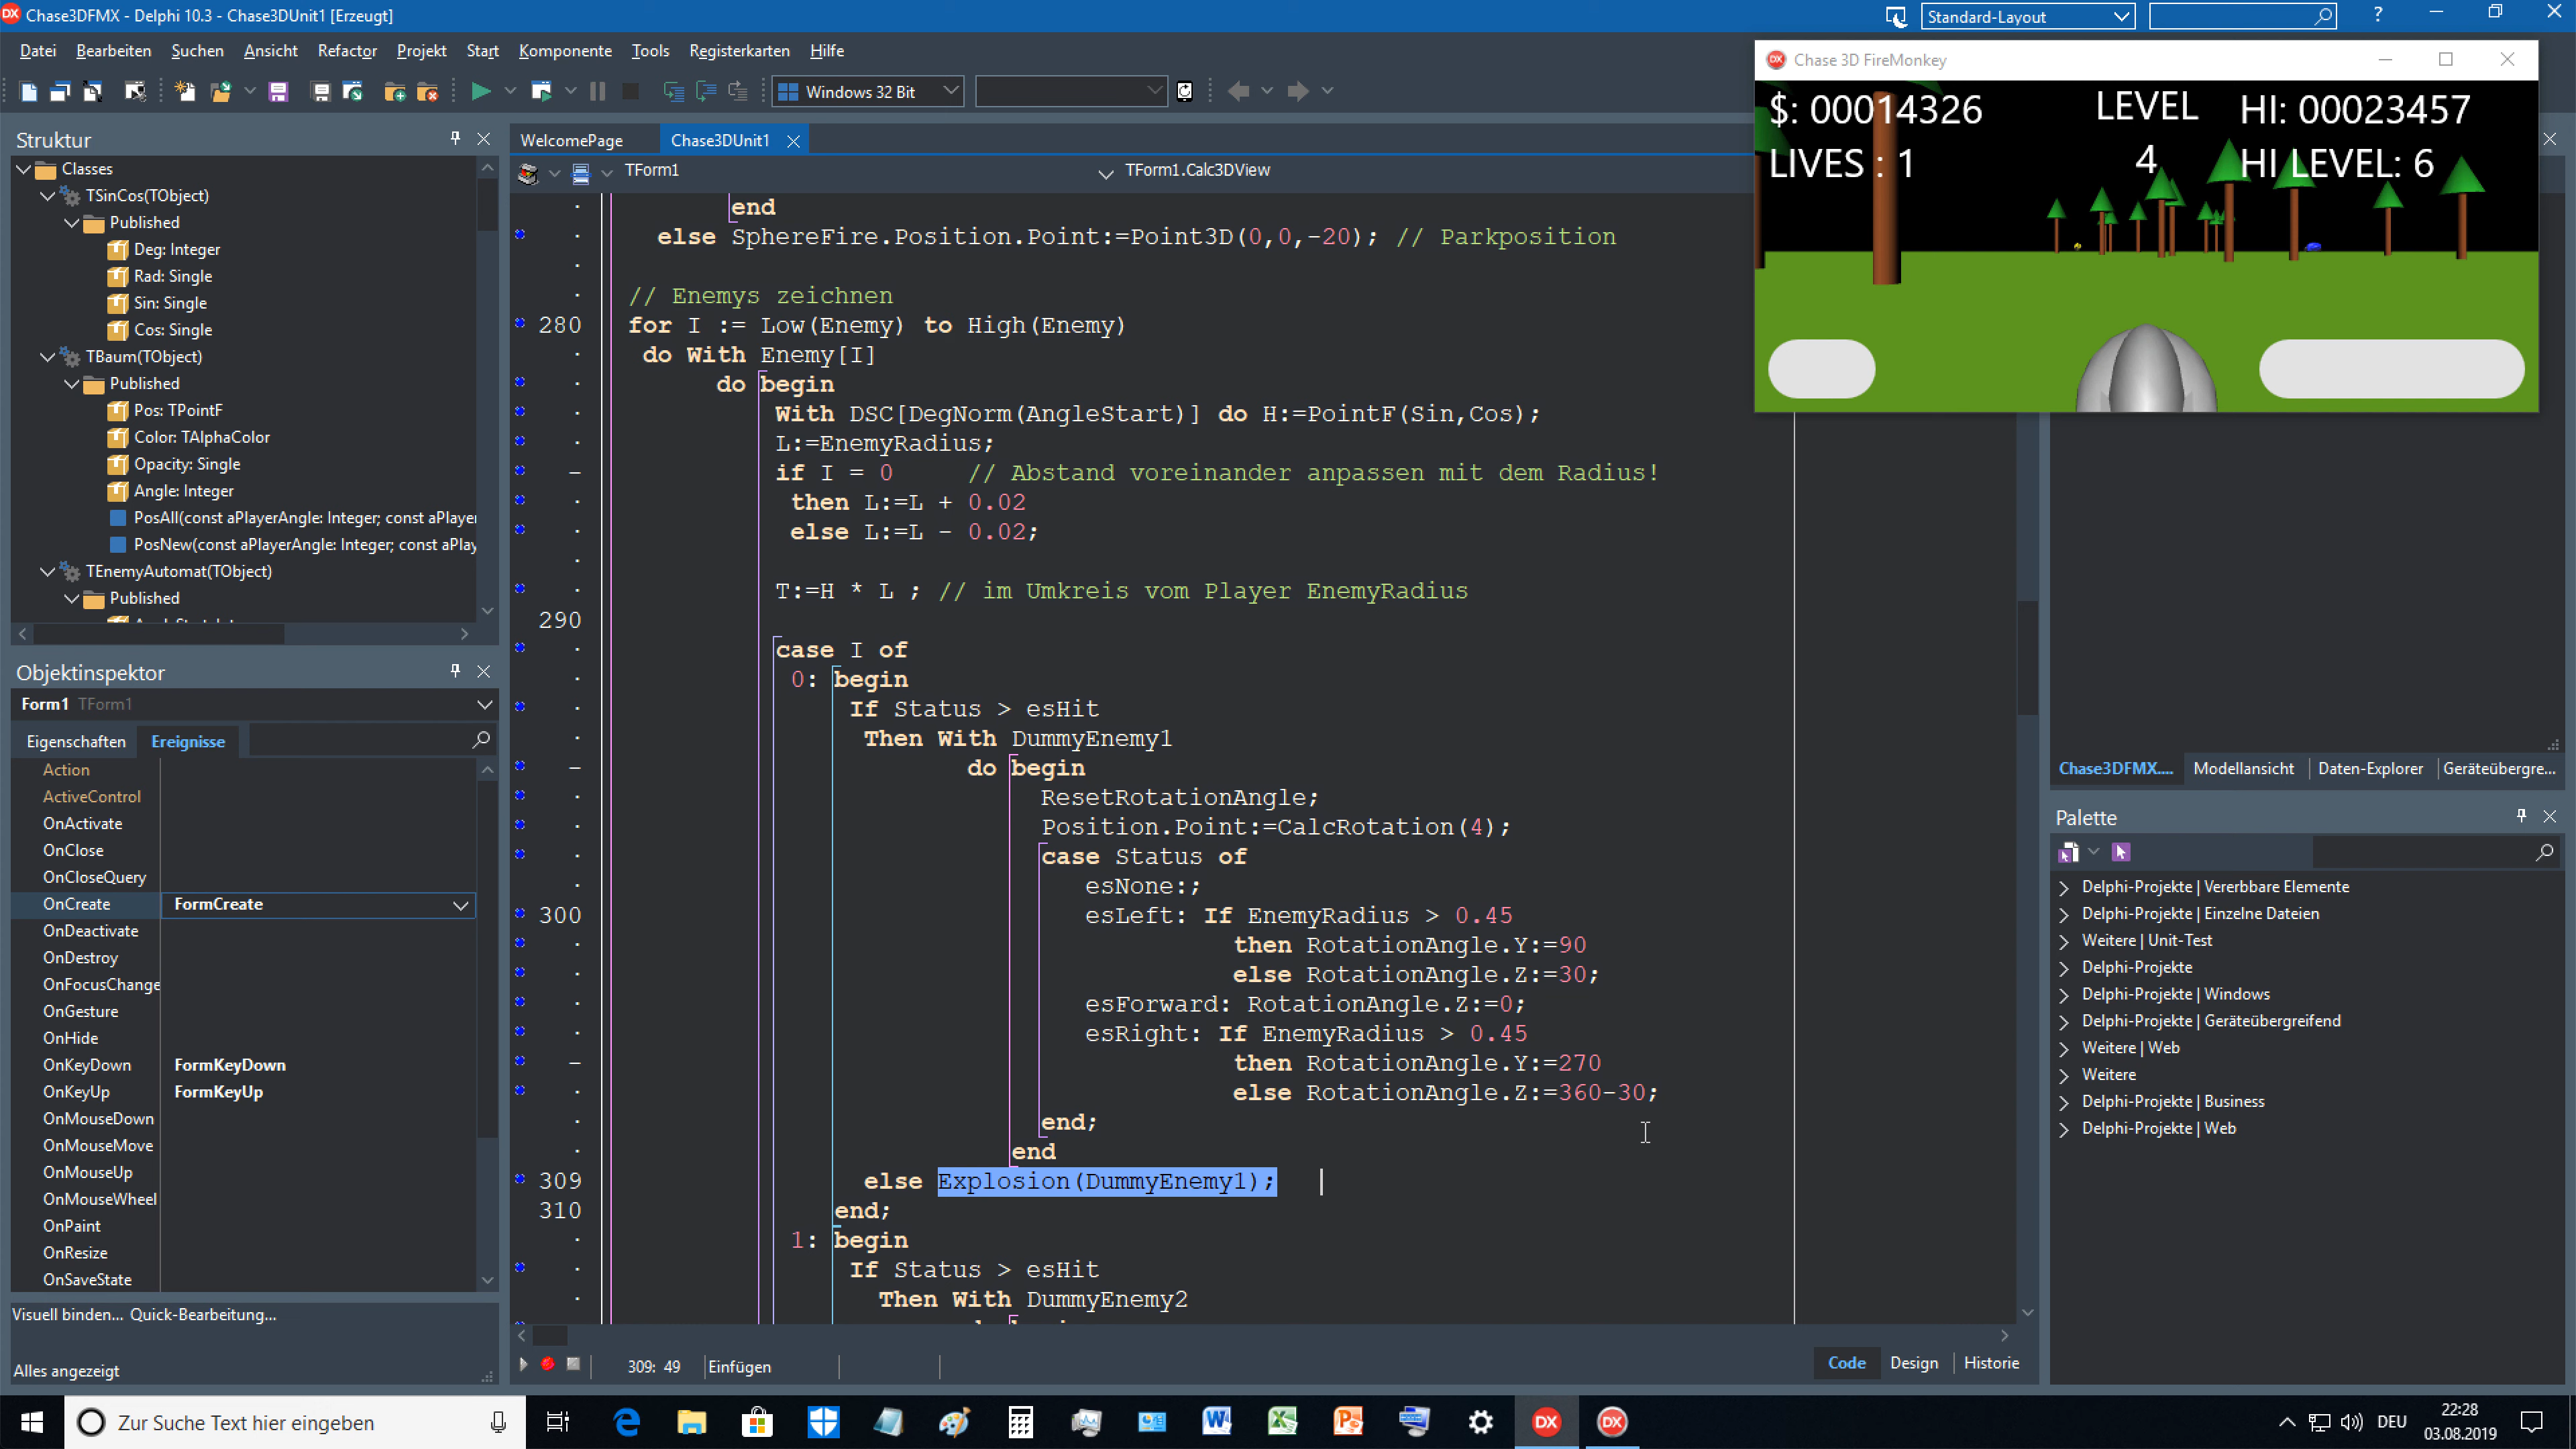 Chase3DFMX - Delphi 10.3 - Chase3DUnit1 [Erzeugt]
Standard-Layout
?
Datei Bearbeiten Suchen Ansicht Refactor Projekt Start Komponente Tools Registerkarten Hilfe
Windows 32 Bit
Chase 3D FireMonkey
$: 00014326 LEVEL HI: 00023457
LIVES : 1 4 HI LEVEL: 6
Struktur
Classes
TSinCos(TObject)
Published
Deg: Integer
Rad: Single
Sin: Single
Cos: Single
TBaum(TObject)
Published
Pos: TPointF
Color: TAlphaColor
Opacity: Single
Angle: Integer
PosAll(const aPlayerAngle: Integer; const aPlayer
PosNew(const aPlayerAngle: Integer; const aPlay
TEnemyAutomat(TObject)
Published
Objektinspektor
Form1 TForm1
Eigenschaften Ereignisse
Action
ActiveControl
OnActivate
OnClose
OnCloseQuery
OnCreate FormCreate
OnDeactivate
OnDestroy
OnFocusChange
OnGesture
OnHide
OnKeyDown FormKeyDown
OnKeyUp FormKeyUp
OnMouseDown
OnMouseMove
OnMouseUp
OnMouseWheel
OnPaint
OnResize
OnSaveState
Visuell binden... Quick-Bearbeitung...
Alles angezeigt
WelcomePage Chase3DUnit1
TForm1 TForm1.Calc3DView
end
else SphereFire.Position.Point:=Point3D(0,0,-20); // Parkposition
// Enemys zeichnen
280 for I := Low(Enemy) to High(Enemy)
do With Enemy[I]
do begin
With DSC[DegNorm(AngleStart)] do H:=PointF(Sin,Cos);
L:=EnemyRadius;
if I = 0 // Abstand voreinander anpassen mit dem Radius!
then L:=L + 0.02
else L:=L - 0.02;
T:=H * L ; // im Umkreis vom Player EnemyRadius
290
case I of
0: begin
If Status > esHit
Then With DummyEnemy1
do begin
ResetRotationAngle;
Position.Point:=CalcRotation(4);
case Status of
esNone:;
300 esLeft: If EnemyRadius > 0.45
then RotationAngle.Y:=90
else RotationAngle.Z:=30;
esForward: RotationAngle.Z:=0;
esRight: If EnemyRadius > 0.45
then RotationAngle.Y:=270
else RotationAngle.Z:=360-30;
end;
end
309 else Explosion(DummyEnemy1);
310 end;
1: begin
If Status > esHit
Then With DummyEnemy2
309: 49 Einfügen
Code Design Historie
Chase3DFMX.... Modellansicht Daten-Explorer Geräteübergre...
Palette
Delphi-Projekte | Vererbbare Elemente
Delphi-Projekte | Einzelne Dateien
Weitere | Unit-Test
Delphi-Projekte
Delphi-Projekte | Windows
Delphi-Projekte | Geräteübergreifend
Weitere | Web
Weitere
Delphi-Projekte | Business
Delphi-Projekte | Web
Zur Suche Text hier eingeben
DEU
22:28
03.08.2019